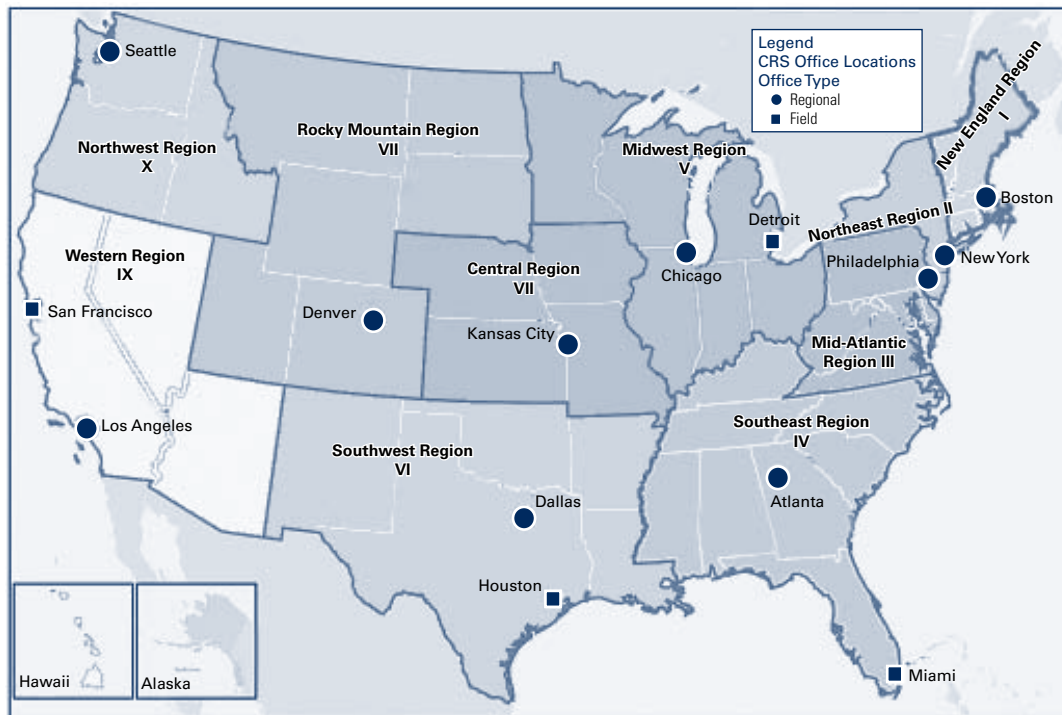 Seattle
Legend
CRS Office Locations
Office Type
Regional
Field
Northwest Region
X
Rocky Mountain Region
VII
Midwest Region
V
New England Region
I
Boston
Northeast Region II
Detroit
New York
Philadelphia
Chicago
Western Region
IX
Central Region
VII
San Francisco
Denver
Kansas City
Mid-Atlantic
Region III
Los Angeles
Southwest Region
VI
Southeast Region
IV
Dallas
Atlanta
Houston
Miami
Hawaii
Alaska